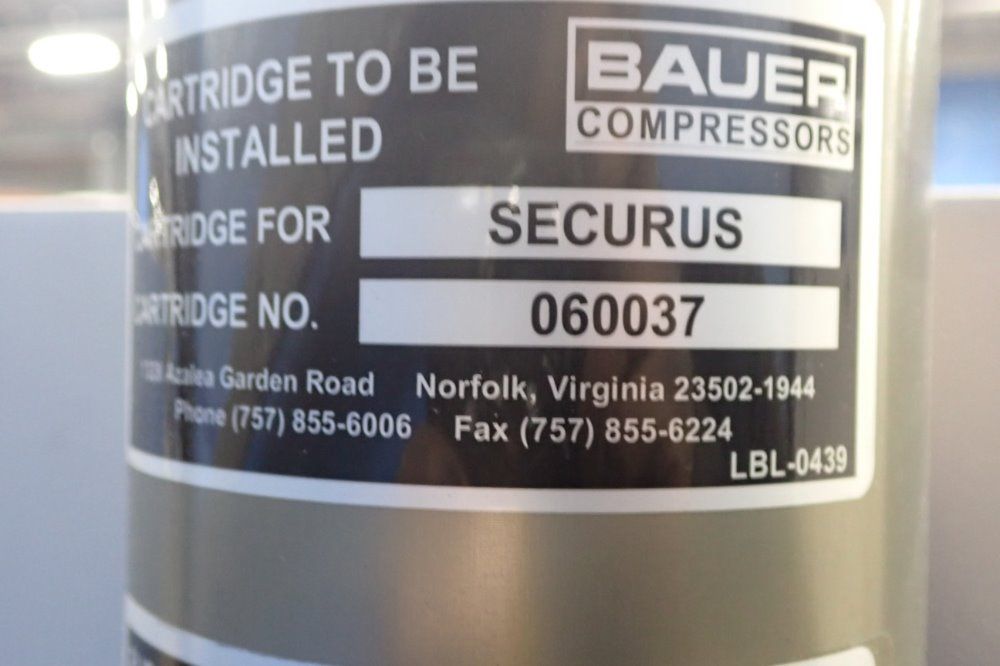 CARTRIDGE TO BE
INSTALLED
BAUER
COMPRESSORS
CARTRIDGE FOR SECURUS
CARTRIDGE NO. 060037
Azalea Garden Road Norfolk, Virginia 23502-1944
Phone (757) 855-6006 Fax (757) 855-6224
LBL-0439